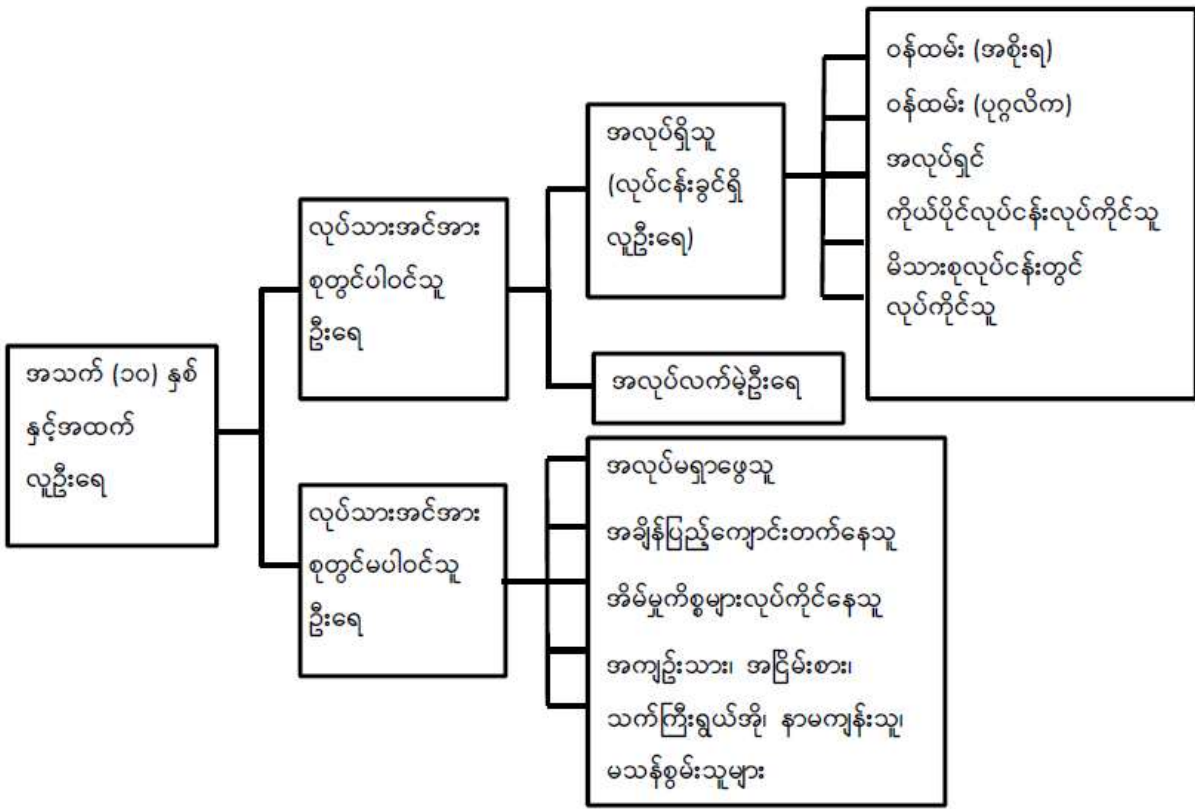 အသက် (၁၀) နှစ်
နှင့်အထက်
လူဦးရေ
လုပ်သားအင်အား
စုတွင်ပါဝင်သူ
ဦးရေ
လုပ်သားအင်အား
စုတွင်မပါဝင်သူ
ဦးရေ
အလုပ်ရှိသူ
(လုပ်ငန်းခွင်ရှိ
လူဦးရေ)
အလုပ်လက်မဲ့ဦးရေ
ဝန်ထမ်း (အစိုးရ)
ဝန်ထမ်း (ပုဂ္ဂလိက)
အလုပ်ရှင်
ကိုယ်ပိုင်လုပ်ငန်းလုပ်ကိုင်သူ
မိသားစုလုပ်ငန်းတွင်
လုပ်ကိုင်သူ
အလုပ်မရှာဖွေသူ
အချိန်ပြည့်ကျောင်းတက်နေသူ
အိမ်မှုကိစ္စများလုပ်ကိုင်နေသူ
အကျဉ်းသား၊ အငြိမ်းစား၊
သက်ကြီးရွယ်အို၊ နာမကျန်းသူ၊
မသန်စွမ်းသူများ